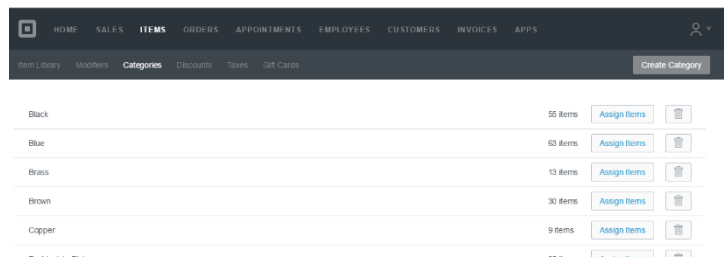 HOME SALES ITEMS ORDERS APPOINTMENTS EMPLOYEES CUSTOMERS INVOICES APPS
Item Library Modifiers Categories Discounts Taxes Gift Cards Create Category
Black 55 items Assign Items
Blue 63 items Assign Items
Brass 13 items Assign Items
Brown 30 items Assign Items
Copper 9 items Assign Items